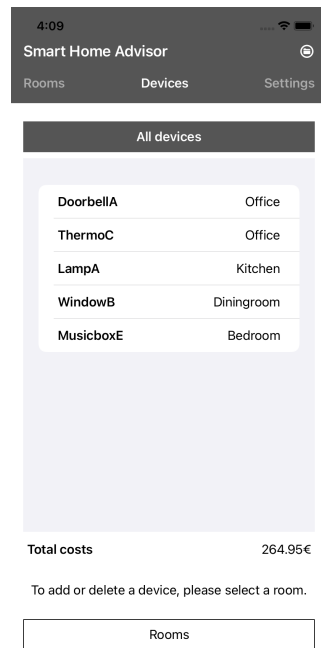 4:09
Smart Home Advisor
Rooms Devices Settings
All devices
DoorbellA Office
ThermoC Office
LampA Kitchen
WindowB Diningroom
MusicboxE Bedroom
Total costs 264.95€
To add or delete a device, please select a room.
Rooms